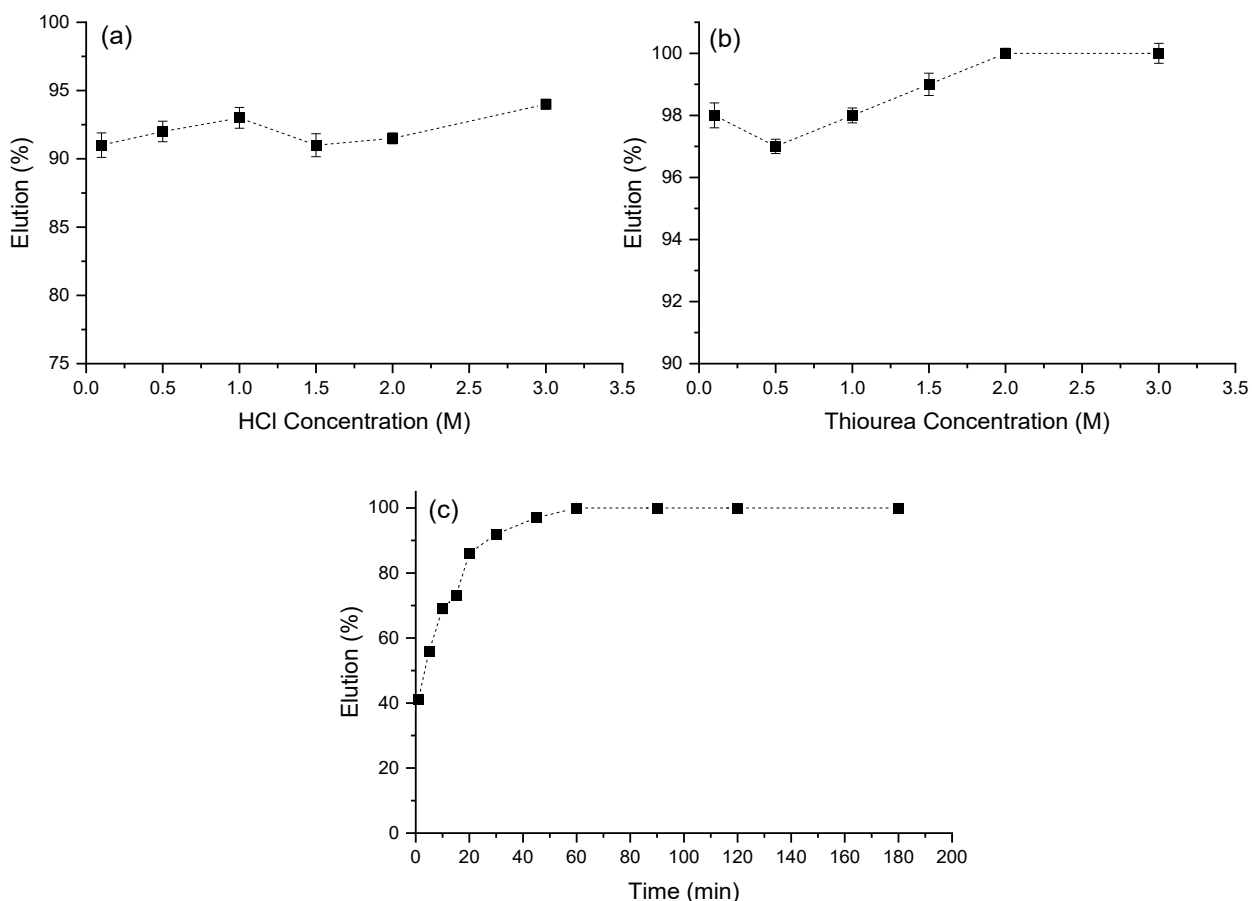 (a)
100
95
90
85
80
75
Elution (%)
0.0 0.5 1.0 1.5 2.0 2.5 3.0 3.5
HCl Concentration (M)
(b)
100
98
96
94
92
90
Elution (%)
0.0 0.5 1.0 1.5 2.0 2.5 3.0 3.5
Thiourea Concentration (M)
(c)
100
80
60
40
20
0
Elution (%)
0 20 40 60 80 100 120 140 160 180 200
Time (min)